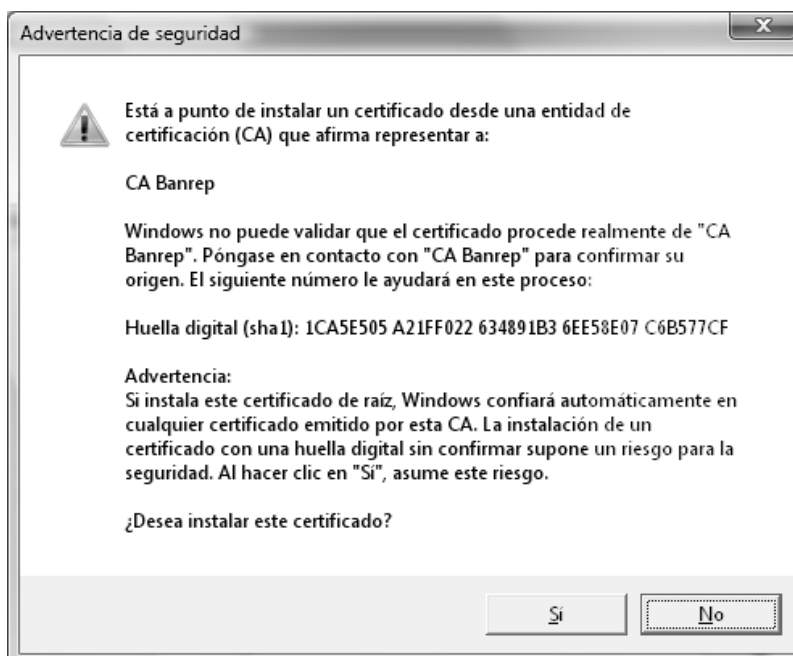 Advertencia de seguridad
Está a punto de instalar un certificado desde una entidad de
certificación (CA) que afirma representar a:
CA Banrep
Windows no puede validar que el certificado procede realmente de "CA
Banrep". Póngase en contacto con "CA Banrep" para confirmar su
origen. El siguiente número le ayudará en este proceso:
Huella digital (sha1): 1CA5E505 A21FF022 634891B3 6EE58E07 C6B577CF
Advertencia:
Si instala este certificado de raíz, Windows confiará automáticamente en
cualquier certificado emitido por esta CA. La instalación de un
certificado con una huella digital sin confirmar supone un riesgo para la
seguridad. Al hacer clic en "Sí", asume este riesgo.
¿Desea instalar este certificado?
Sí No